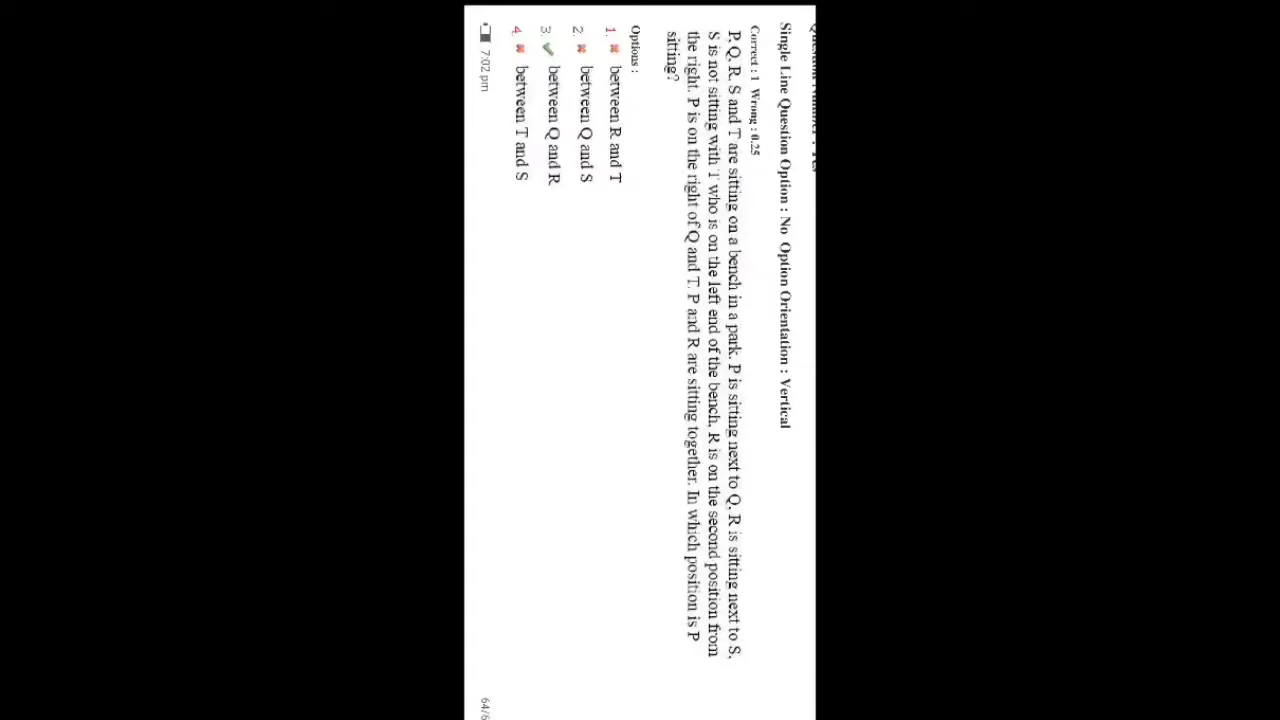 Single Line Question Option : No Option Orientation : Vertical
Correct : 1 Wrong : 0.25
P, Q, R, S and T are sitting on a bench in a park. P is sitting next to Q, R is sitting next to S,
S is not sitting with T who is on the left end of the bench. R is on the second position from
the right. P is on the right of Q and T. P and R are sitting together. In which position is P
sitting?
Options :
1. between R and T
2. between Q and S
3. between Q and R
4. between T and S
7:02 pm